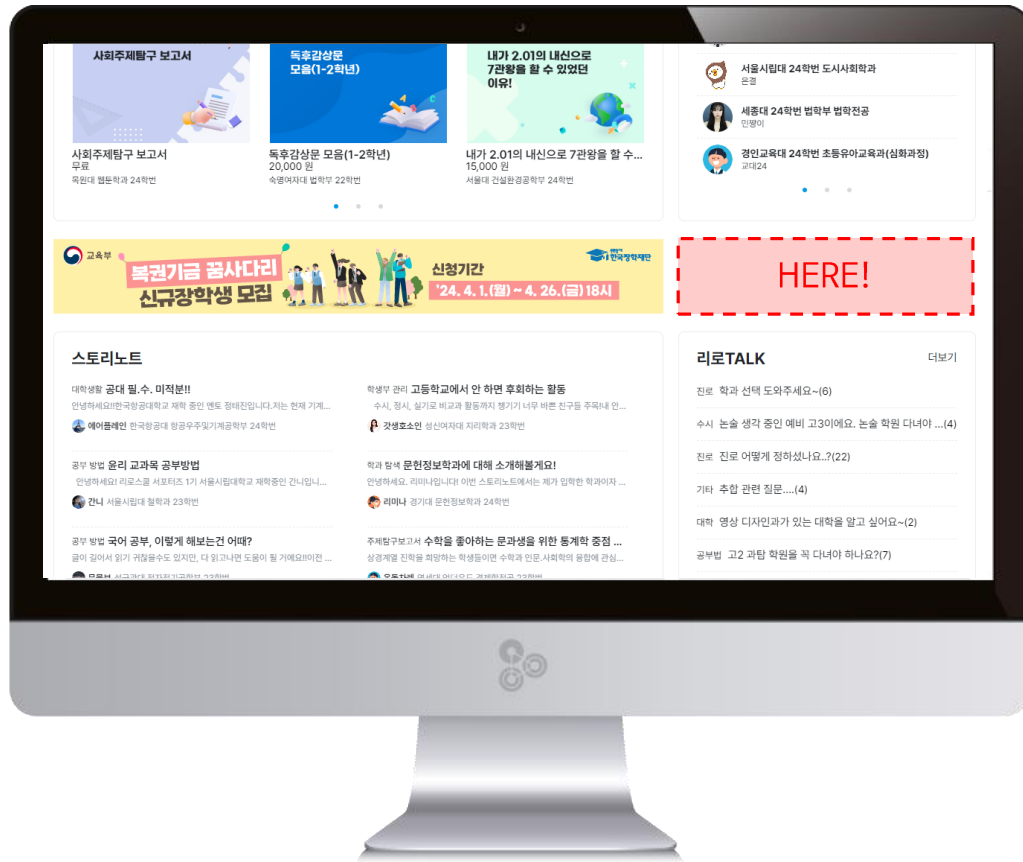 사회주제탐구 보고서
독후감상문
모음(1-2학년)
내가 2.01의 내신으로
7관왕을 할 수 있었던
이유!
사회주제탐구 보고서
무료
목원대 웹툰학과 24학번
독후감상문 모음(1-2학년)
20,000 원
숙명여자대 법학부 22학번
내가 2.01의 내신으로 7관왕을 할 수...
15,000 원
서울대 건설환경공학부 24학번
서울시립대 24학번 도시사회학과
은결
세종대 24학번 법학부 법학전공
민짱이
경인교육대 24학번 초등유아교육과(심화과정)
교대24
교육부
복권기금 꿈사다리
신규장학생 모집
신청기간
'24. 4. 1.(월) ~ 4. 26.(금) 18시
한국장학재단
HERE!
스토리노트
대학생활 공대 필.수. 미적분!!
안녕하세요!!한국항공대학교 재학 중인 멘토 정태진입니다.저는 현재 기계...
에어플레인 한국항공대 항공우주및기계공학부 24학번
학생부 관리 고등학교에서 안 하면 후회하는 활동
수시, 정시, 실기로 비교과 활동까지 챙기기 너무 바쁜 친구들 주목!내 안...
갓생호소인 성신여자대 지리학과 23학번
공부 방법 윤리 교과목 공부방법
안녕하세요! 리로스쿨 서포터즈 1기 서울시립대학교 재학중인 간니입니...
간니 서울시립대 철학과 23학번
학과 탐색 문헌정보학과에 대해 소개해볼게요!
안녕하세요. 리미나입니다! 이번 스토리노트에서는 제가 입학한 학과이자 ...
리미나 경기대 문헌정보학과 24학번
공부 방법 국어 공부, 이렇게 해보는건 어때?
글이 길어서 읽기 귀찮을수도 있지만, 다 읽고나면 도움이 될 거에요!!이전 ...
주제탐구보고서 수학을 좋아하는 문과생을 위한 통계학 중점 ...
상경계열 진학을 희망하는 학생들이면 수학과 인문.사회학의 융합에 관심...
리로TALK
더보기
진로 학과 선택 도와주세요~(6)
수시 논술 생각 중인 예비 고3이에요. 논술 학원 다녀야 ...(4)
진로 진로 어떻게 정하셨나요..?(22)
기타 추합 관련 질문....(4)
대학 영상 디자인과가 있는 대학을 알고 싶어요~(2)
공부법 고2 과탐 학원을 꼭 다녀야 하나요?(7)